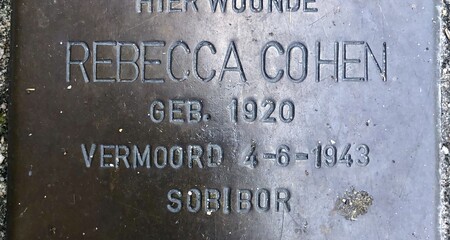 HIER WOONDE
REBECCA COHEN
GEB. 1920
VERMOORD 4-6-1943
SOBIBOR